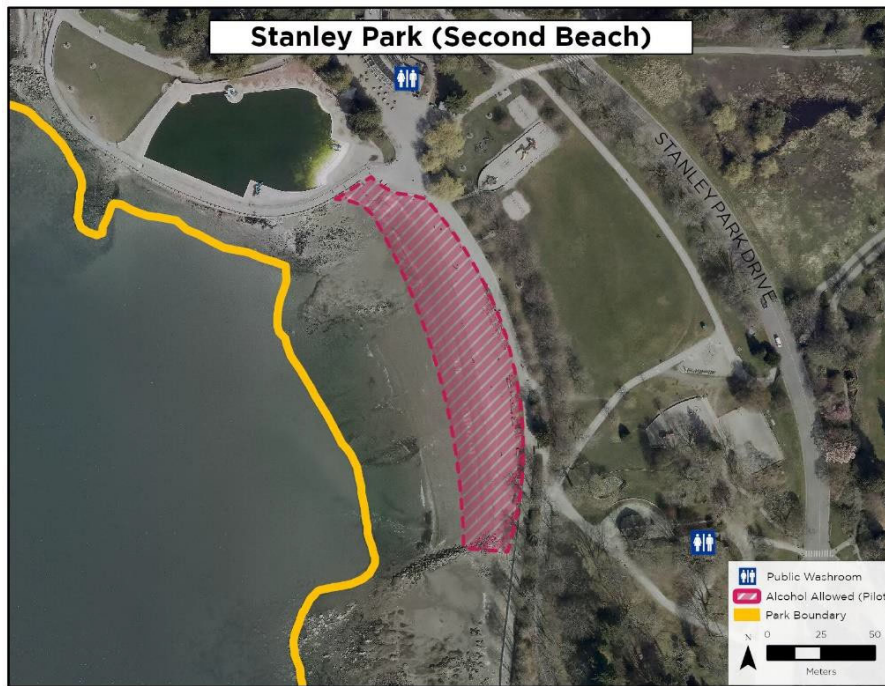 Stanley Park (Second Beach)
STANLEY PARK DRIVE
Public Washroom
Alcohol Allowed (Pilot
Park Boundary
N
0 25 50
Meters